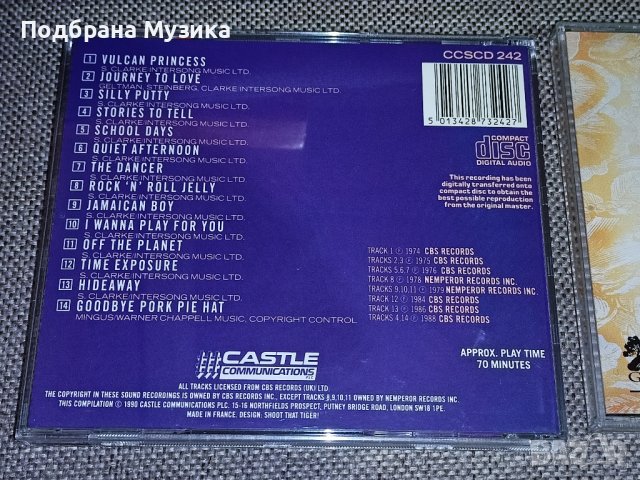 Подбрана Музика
CCSCD 242
1 VULCAN PRINCESS
S. CLARKE/INTERSONG MUSIC LTD.
2 JOURNEY TO LOVE
GELTMAN, STEINBERG, CLARKE/INTERSONG MUSIC LTD.
3 SILLY PUTTY
S. CLARKE/INTERSONG MUSIC LTD.
4 STORIES TO TELL
S. CLARKE/INTERSONG MUSIC LTD.
5 SCHOOL DAYS
S. CLARKE/INTERSONG MUSIC LTD.
6 QUIET AFTERNOON
S. CLARKE/INTERSONG MUSIC LTD.
7 THE DANCER
S. CLARKE/INTERSONG MUSIC LTD.
8 ROCK 'N' ROLL JELLY
S. CLARKE/INTERSONG MUSIC LTD.
9 JAMAICAN BOY
S. CLARKE/INTERSONG MUSIC LTD.
10 I WANNA PLAY FOR YOU
S. CLARKE/INTERSONG MUSIC LTD.
11 OFF THE PLANET
S. CLARKE/INTERSONG MUSIC LTD.
12 TIME EXPOSURE
S. CLARKE/INTERSONG MUSIC LTD.
13 HIDEAWAY
S. CLARKE/INTERSONG MUSIC LTD.
14 GOODBYE PORK PIE HAT
MINGUS/WARNER CHAPPELL MUSIC, COPYRIGHT CONTROL
5 013428 732427
COMPACT
disc
DIGITAL AUDIO
This recording has been
digitally transferred onto
compact disc to obtain the
best possible reproduction
from the original master.
TRACK 1 ℗ 1974 CBS RECORDS
TRACKS 2,3 ℗ 1975 CBS RECORDS
TRACKS 5,6,7 ℗ 1976 CBS RECORDS
TRACK 8 ℗ 1978 NEMPEROR RECORDS INC.
TRACKS 9,10,11 ℗ 1979 NEMPEROR RECORDS INC.
TRACK 12 ℗ 1984 CBS RECORDS
TRACK 13 ℗ 1986 CBS RECORDS
TRACKS 4,14 ℗ 1988 CBS RECORDS
CASTLE
COMMUNICATIONS
APPROX. PLAY TIME
70 MINUTES
ALL TRACKS LICENSED FROM CBS RECORDS (UK) LTD.
THE COPYRIGHT IN THESE SOUND RECORDINGS IS OWNED BY CBS RECORDS INC., EXCEPT TRACKS 8,9,10,11 OWNED BY NEMPEROR RECORDS INC.
THIS COMPILATION © 1990 CASTLE COMMUNICATIONS PLC. 15-16 NORTHFIELDS PROSPECT, PUTNEY BRIDGE ROAD, LONDON SW18 1PE.
MADE IN FRANCE. DESIGN: SHOOT THAT TIGER!